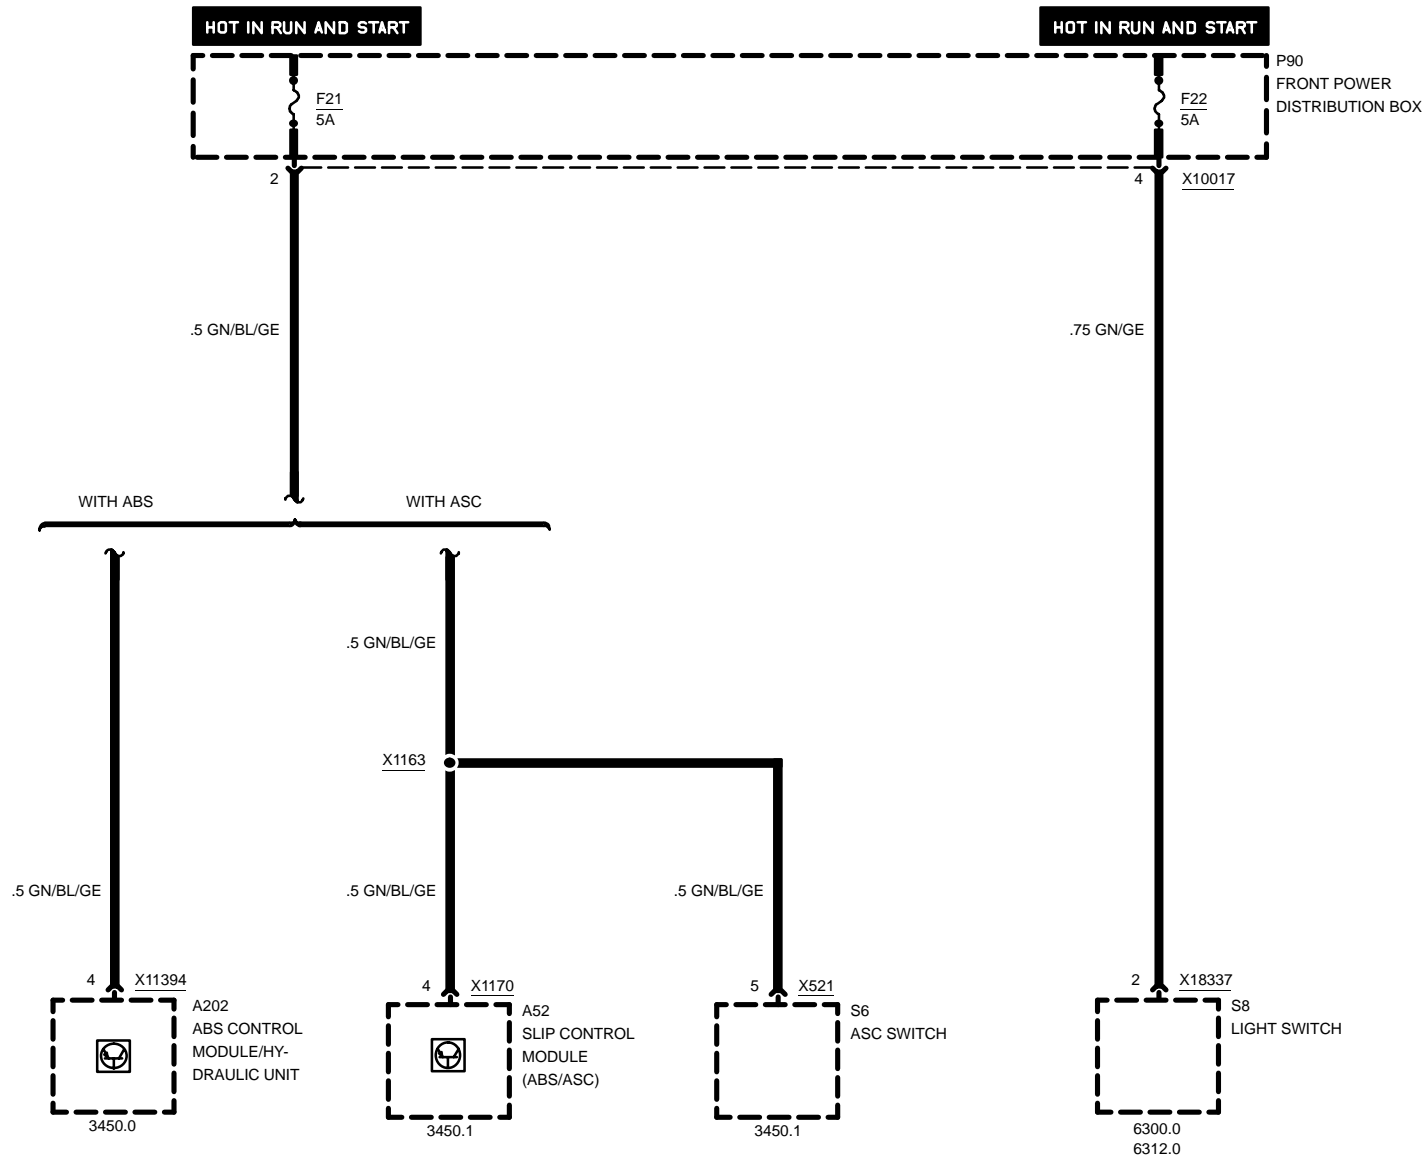 HOT IN RUN AND START
HOT IN RUN AND START
P90
FRONT POWER
DISTRIBUTION BOX
F21
5A
F22
5A
2
4
X10017
.5 GN/BL/GE
.75 GN/GE
WITH ABS
WITH ASC
.5 GN/BL/GE
X1163
.5 GN/BL/GE
.5 GN/BL/GE
.5 GN/BL/GE
4
X11394
4
X1170
5
X521
2
X18337
A202
ABS CONTROL
MODULE/HY-
DRAULIC UNIT
A52
SLIP CONTROL
MODULE
(ABS/ASC)
S6
ASC SWITCH
S8
LIGHT SWITCH
3450.0
3450.1
3450.1
6300.0
6312.0